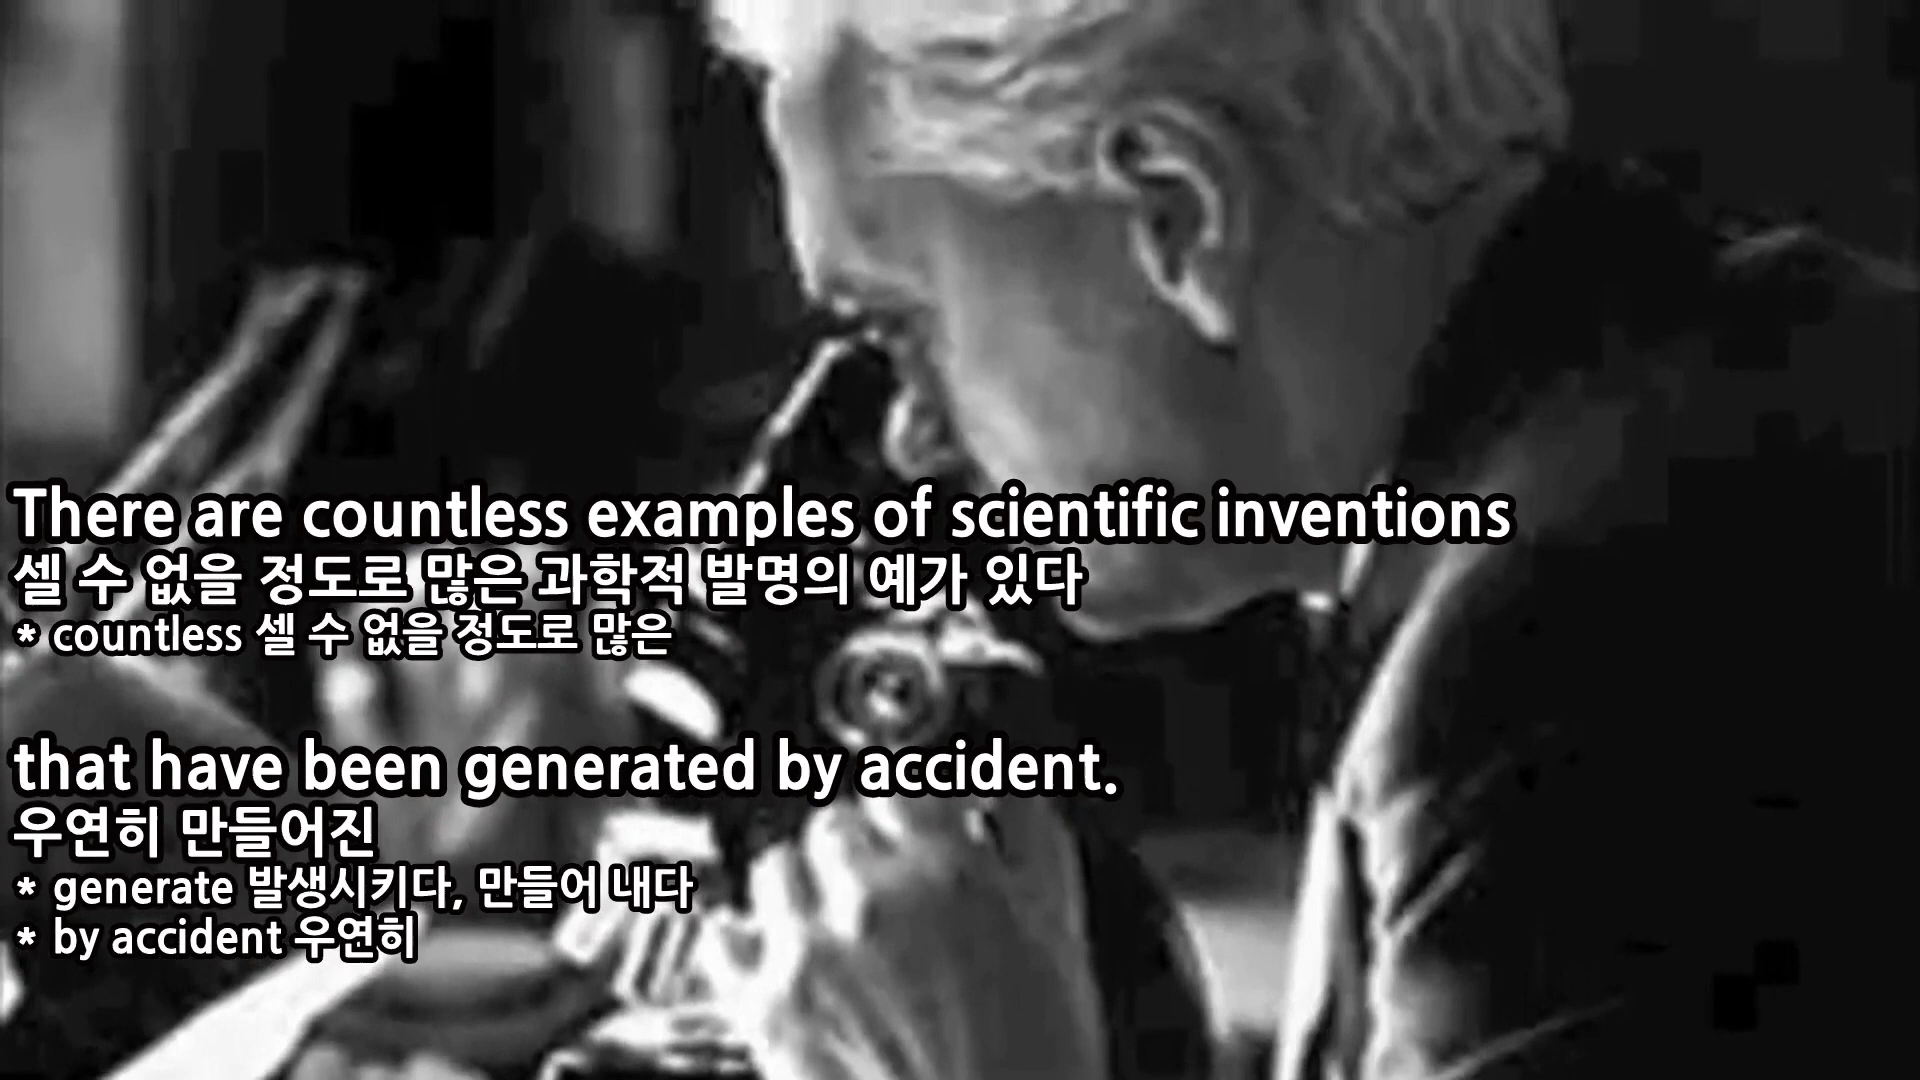 There are countless examples of scientific inventions
셀 수 없을 정도로 많은 과학적 발명의 예가 있다
* countless 셀 수 없을 정도로 많은
that have been generated by accident.
우연히 만들어진
* generate 발생시키다, 만들어 내다
* by accident 우연히